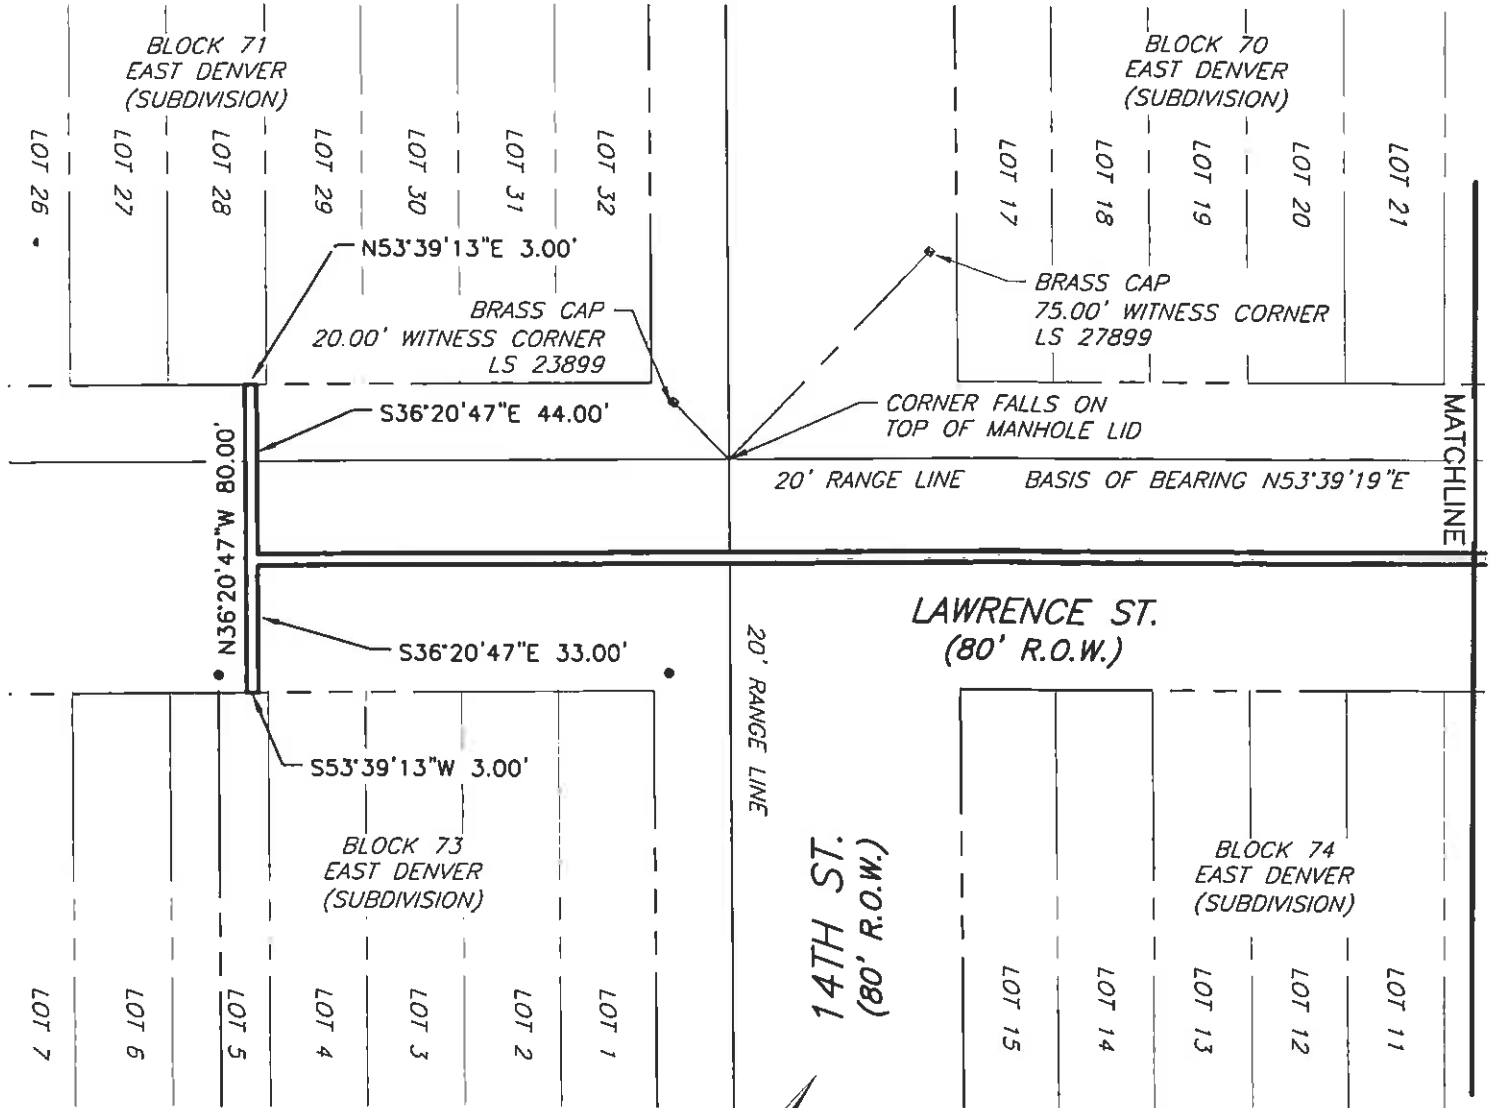 BLOCK 71
EAST DENVER
(SUBDIVISION)
BLOCK 70
EAST DENVER
(SUBDIVISION)
LOT 26
LOT 27
LOT 28
LOT 29
LOT 30
LOT 31
LOT 32
LOT 17
LOT 18
LOT 19
LOT 20
LOT 21
N53°39'13"E 3.00'
BRASS CAP
20.00' WITNESS CORNER
LS 23899
BRASS CAP
75.00' WITNESS CORNER
LS 27899
S36°20'47"E 44.00'
CORNER FALLS ON
TOP OF MANHOLE LID
MATCHLINE
N36°20'47"W 80.00'
20' RANGE LINE
BASIS OF BEARING N53°39'19"E
LAWRENCE ST.
(80' R.O.W.)
S36°20'47"E 33.00'
20' RANGE LINE
S53°39'13"W 3.00'
BLOCK 73
EAST DENVER
(SUBDIVISION)
14TH ST.
(80' R.O.W.)
BLOCK 74
EAST DENVER
(SUBDIVISION)
LOT 7
LOT 6
LOT 5
LOT 4
LOT 3
LOT 2
LOT 1
LOT 15
LOT 14
LOT 13
LOT 12
LOT 11